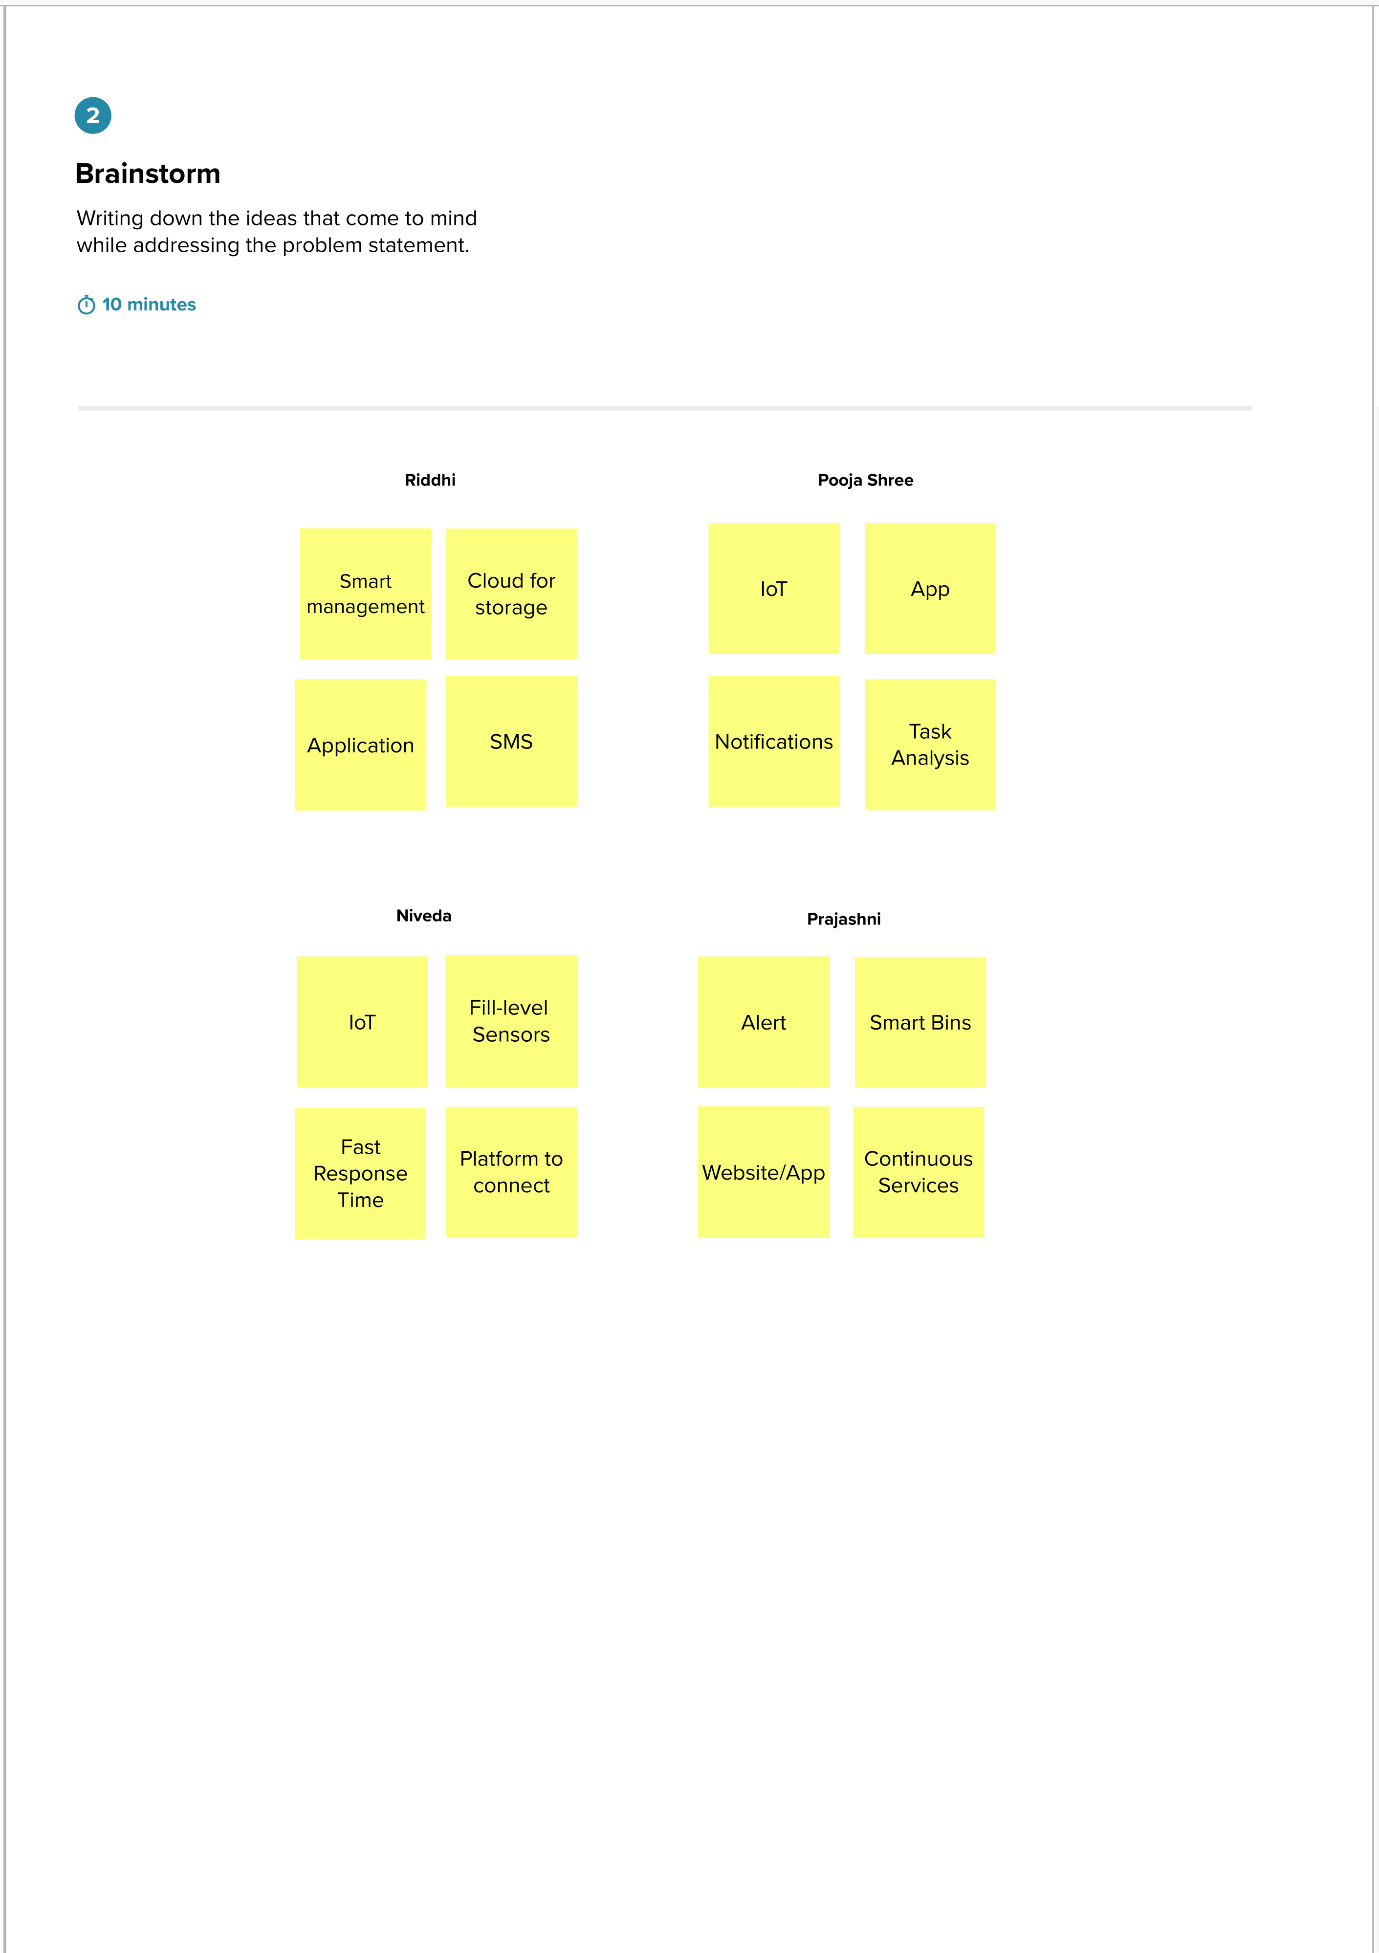 2
Brainstorm
Writing down the ideas that come to mind
while addressing the problem statement.
10 minutes
Riddhi
Smart
management
Cloud for
storage
Application
SMS
Pooja Shree
IoT
App
Notifications
Task
Analysis
Niveda
IoT
Fill-level
Sensors
Fast
Response
Time
Platform to
connect
Prajashni
Alert
Smart Bins
Website/App
Continuous
Services